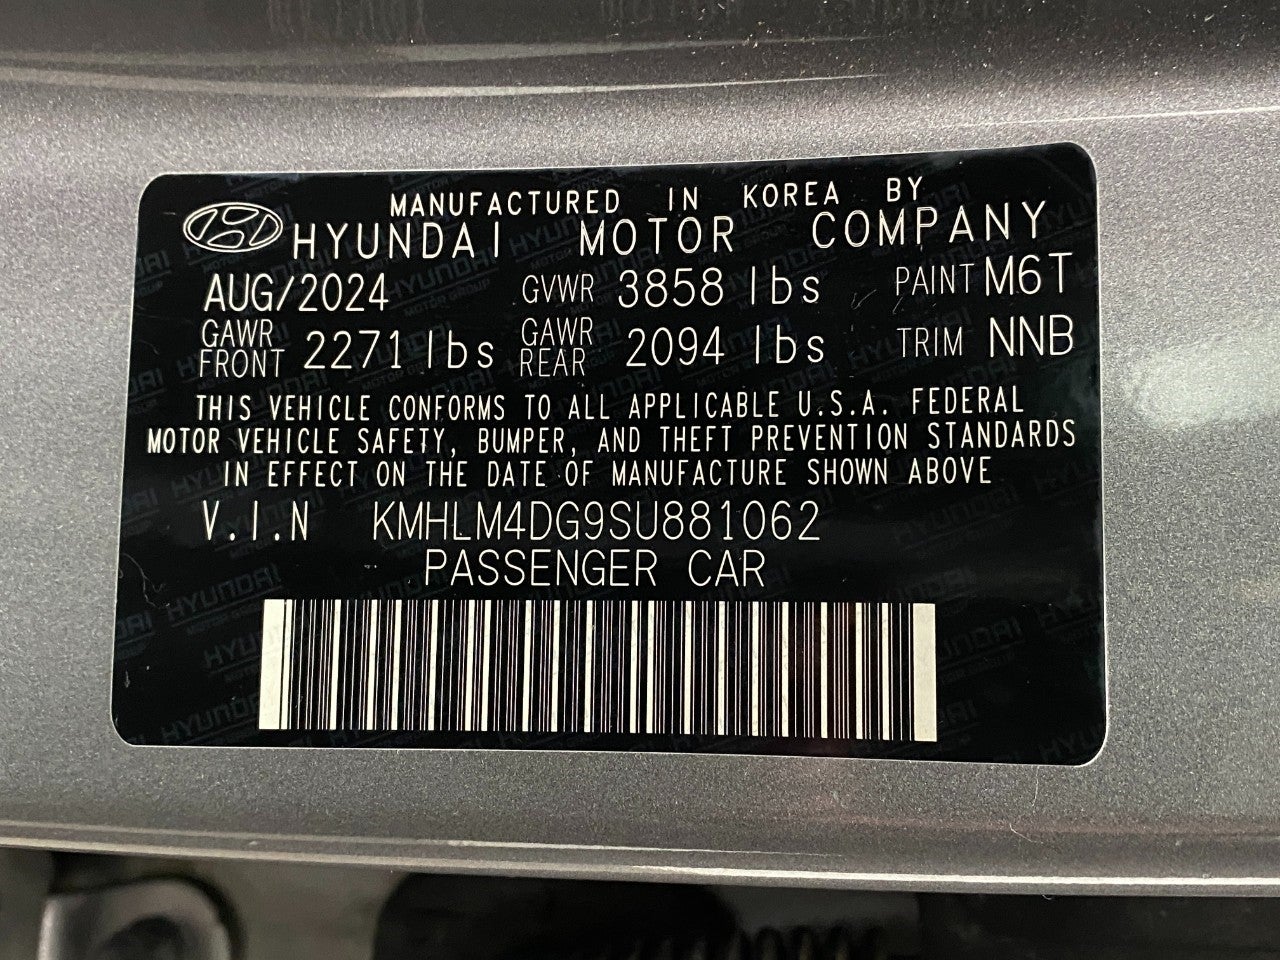 MANUFACTURED IN KOREA BY
HYUNDAI MOTOR COMPANY
AUG/2024 GVWR 3858 lbs PAINT M6T
GAWR FRONT 2271 lbs GAWR REAR 2094 lbs TRIM NNB
THIS VEHICLE CONFORMS TO ALL APPLICABLE U.S.A. FEDERAL
MOTOR VEHICLE SAFETY, BUMPER, AND THEFT PREVENTION STANDARDS
IN EFFECT ON THE DATE OF MANUFACTURE SHOWN ABOVE
V.I.N KMHLM4DG9SU881062
PASSENGER CAR